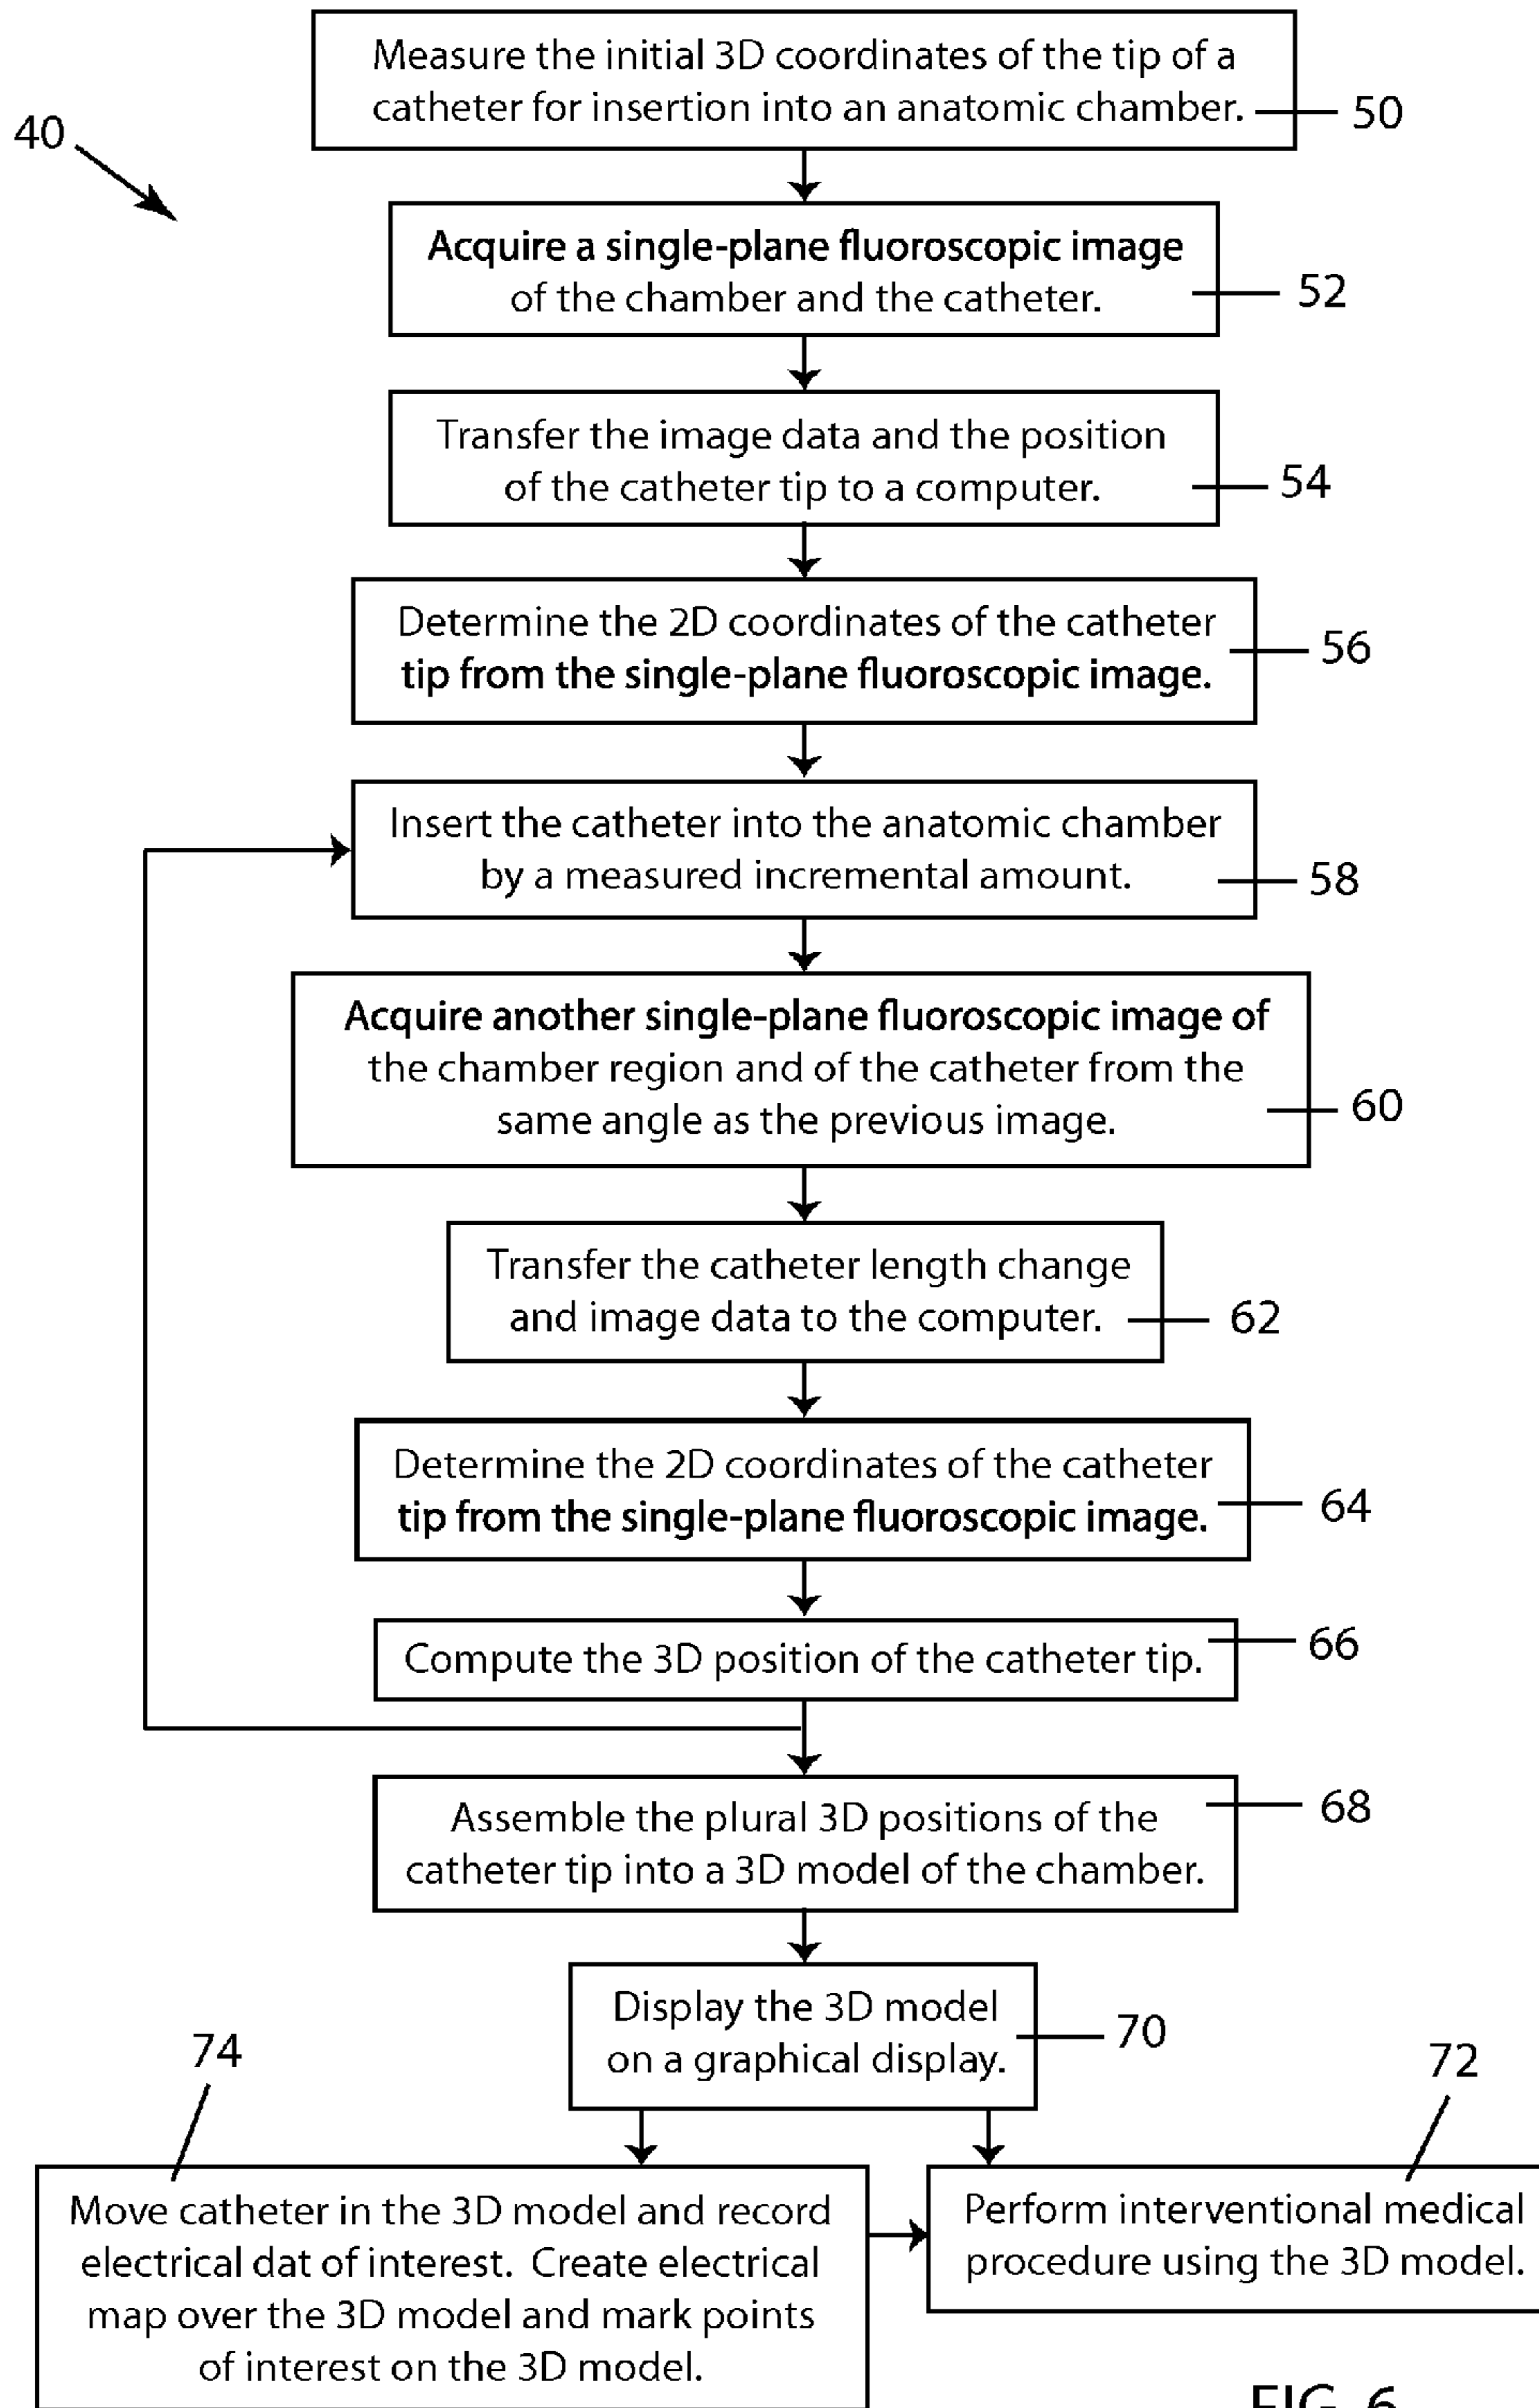 Measure the initial 3D coordinates of the tip of a
catheter for insertion into an anatomic chamber.
50
40
Acquire a single-plane fluoroscopic image
of the chamber and the catheter.
52
Transfer the image data and the position
of the catheter tip to a computer.
54
Determine the 2D coordinates of the catheter
tip from the single-plane fluoroscopic image.
56
Insert the catheter into the anatomic chamber
by a measured incremental amount.
58
Acquire another single-plane fluoroscopic image of
the chamber region and of the catheter from the
same angle as the previous image.
60
Transfer the catheter length change
and image data to the computer.
62
Determine the 2D coordinates of the catheter
tip from the single-plane fluoroscopic image.
64
Compute the 3D position of the catheter tip.
66
Assemble the plural 3D positions of the
catheter tip into a 3D model of the chamber.
68
Display the 3D model
on a graphical display.
70
74
72
Move catheter in the 3D model and record
electrical dat of interest. Create electrical
map over the 3D model and mark points
of interest on the 3D model.
Perform interventional medical
procedure using the 3D model.
FIG. 6